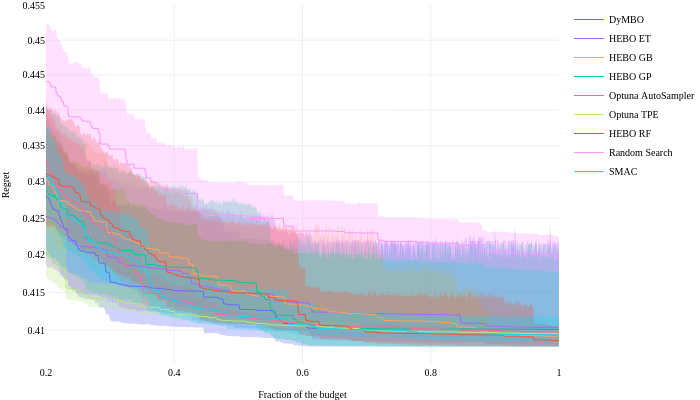 0.455
0.45
0.445
0.44
0.435
0.43
0.425
0.42
0.415
0.41
Regret
0.2
0.4
0.6
0.8
1
Fraction of the budget
DyMBO
HEBO ET
HEBO GB
HEBO GP
Optuna AutoSampler
Optuna TPE
HEBO RF
Random Search
SMAC